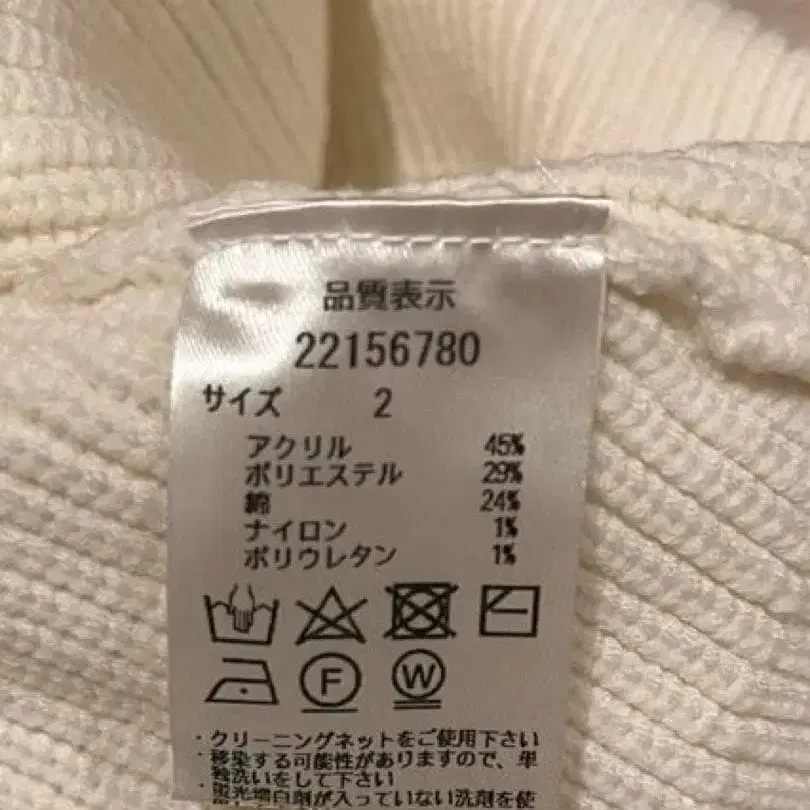 品質表示
22156780
サイズ 2
アクリル 45%
ポリエステル 29%
綿 24%
ナイロン 1%
ポリウレタン 1%
F W
・クリーニングネットをご使用下さい
・移染する可能性がありますので、単
独洗いをして下さい
・蛍光増白剤が入っていない洗剤を使